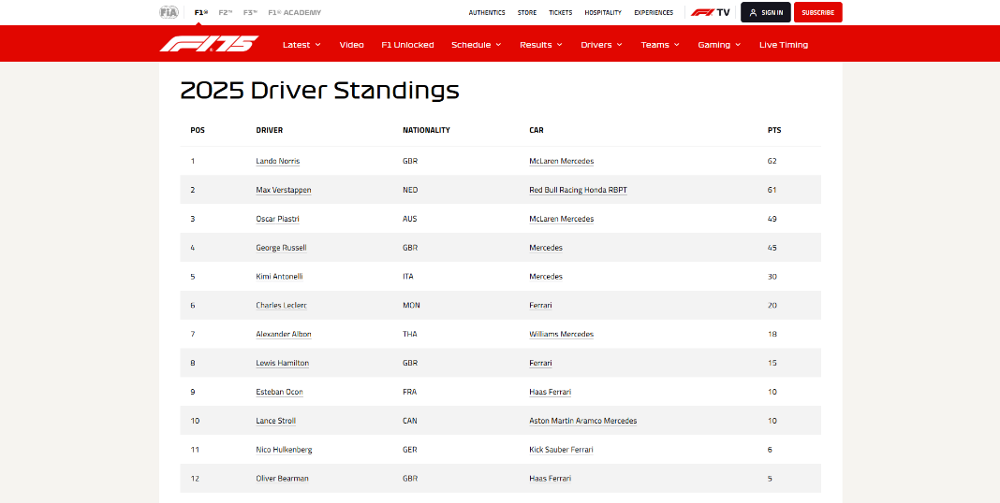 FIA F1® F2™ F3™ F1® ACADEMY AUTHENTICS STORE TICKETS HOSPITALITY EXPERIENCES F1 TV SIGN IN SUBSCRIBE
F1 75 Latest Video F1 Unlocked Schedule Results Drivers Teams Gaming Live Timing
2025 Driver Standings
POS DRIVER NATIONALITY CAR PTS
1 Lando Norris GBR McLaren Mercedes 62
2 Max Verstappen NED Red Bull Racing Honda RBPT 61
3 Oscar Piastri AUS McLaren Mercedes 49
4 George Russell GBR Mercedes 45
5 Kimi Antonelli ITA Mercedes 30
6 Charles Leclerc MON Ferrari 20
7 Alexander Albon THA Williams Mercedes 18
8 Lewis Hamilton GBR Ferrari 15
9 Esteban Ocon FRA Haas Ferrari 10
10 Lance Stroll CAN Aston Martin Aramco Mercedes 10
11 Nico Hulkenberg GER Kick Sauber Ferrari 6
12 Oliver Bearman GBR Haas Ferrari 5